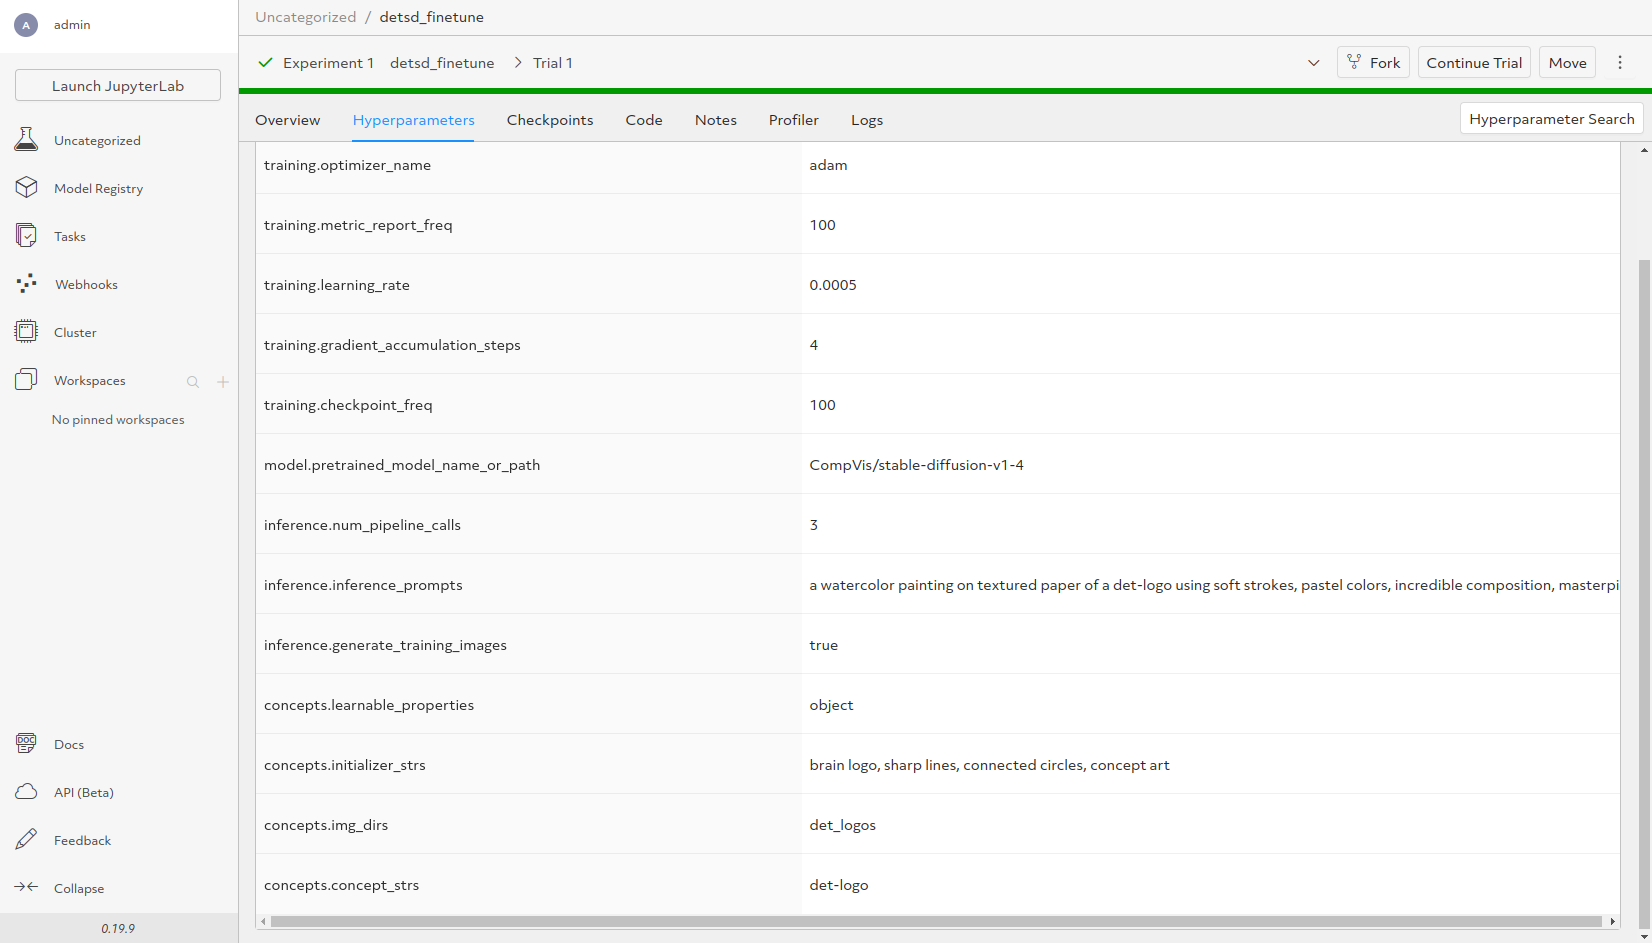 A admin
Launch JupyterLab
Uncategorized
Model Registry
Tasks
Webhooks
Cluster
Workspaces
No pinned workspaces
DOC Docs
API (Beta)
Feedback
Collapse
0.19.9
Uncategorized / detsd_finetune
Experiment 1 detsd_finetune > Trial 1
Fork Continue Trial Move
Overview Hyperparameters Checkpoints Code Notes Profiler Logs Hyperparameter Search
training.optimizer_name adam
training.metric_report_freq 100
training.learning_rate 0.0005
training.gradient_accumulation_steps 4
training.checkpoint_freq 100
model.pretrained_model_name_or_path CompVis/stable-diffusion-v1-4
inference.num_pipeline_calls 3
inference.inference_prompts a watercolor painting on textured paper of a det-logo using soft strokes, pastel colors, incredible composition, masterpi
inference.generate_training_images true
concepts.learnable_properties object
concepts.initializer_strs brain logo, sharp lines, connected circles, concept art
concepts.img_dirs det_logos
concepts.concept_strs det-logo